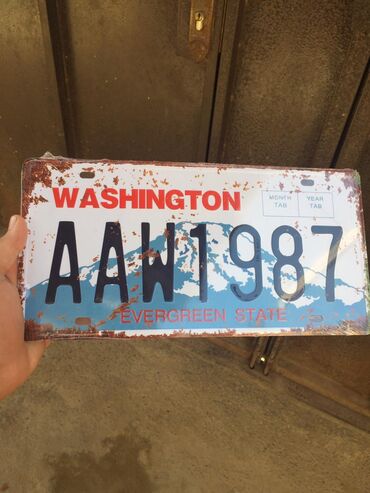 WASHINGTON
MONTH TAB
YEAR TAB
AAW1987
EVERGREEN STATE